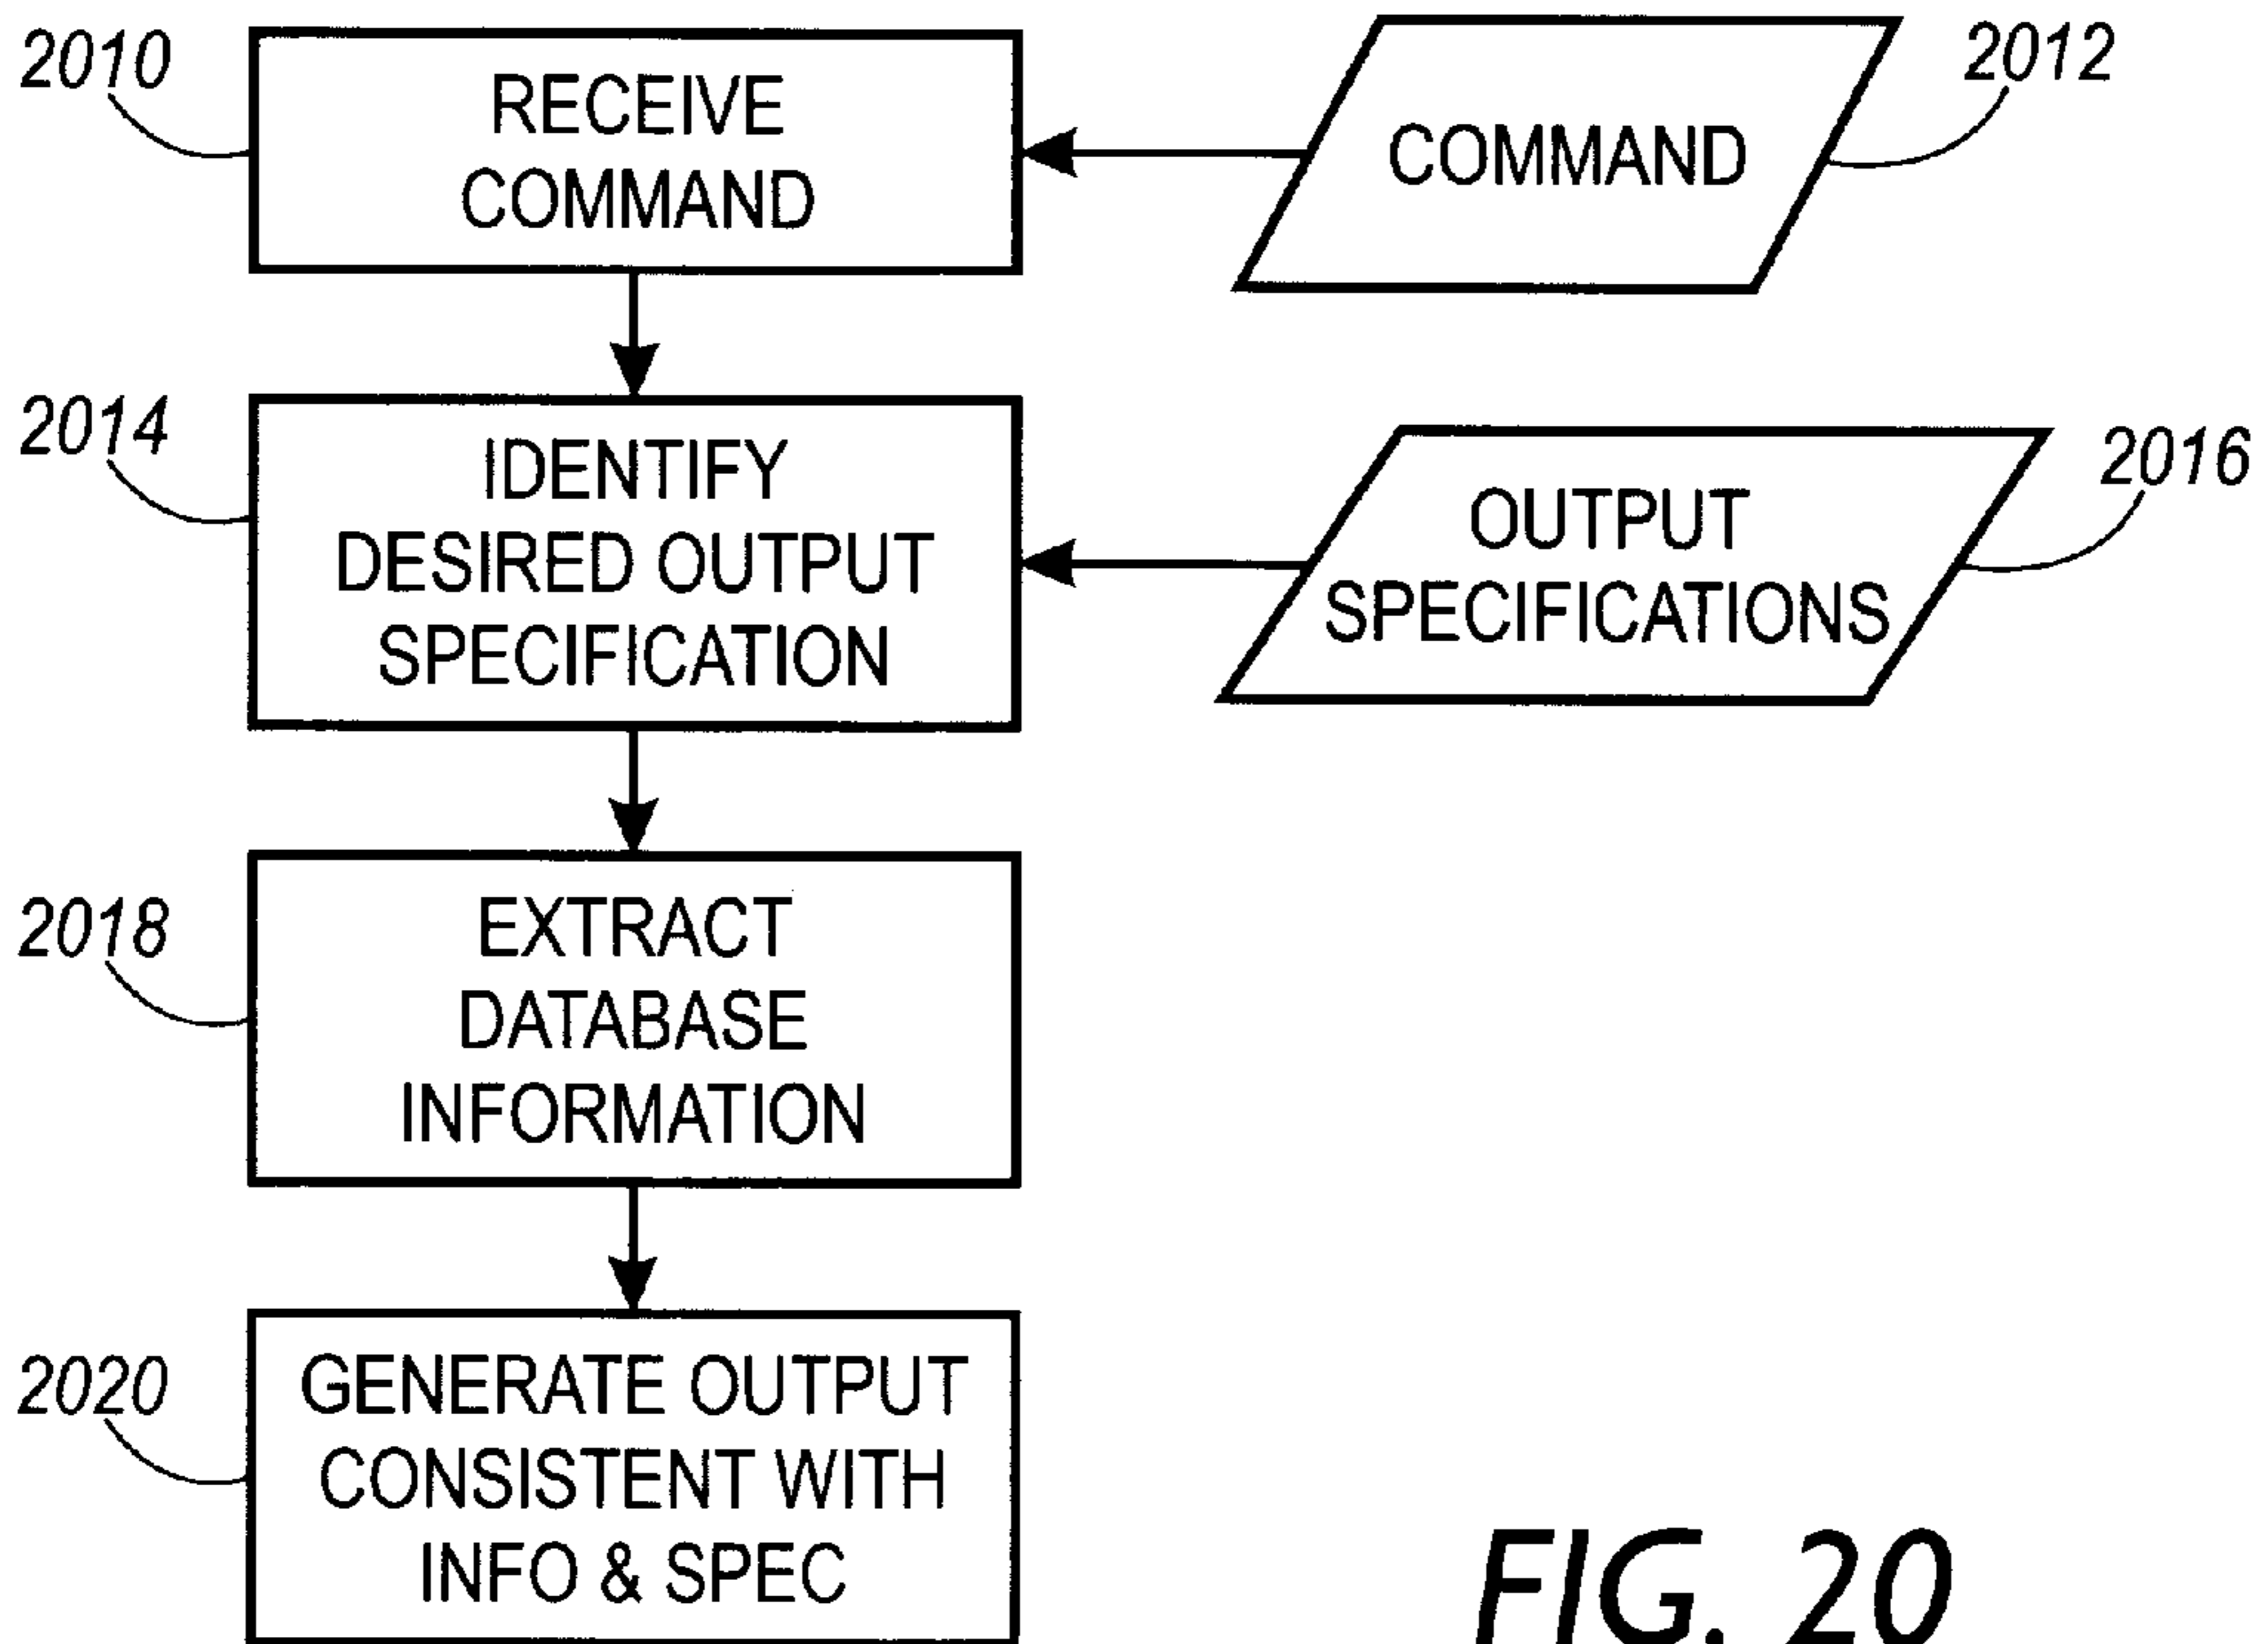 2010
RECEIVE
COMMAND
COMMAND
2012
2014
IDENTIFY
DESIRED OUTPUT
SPECIFICATION
OUTPUT
SPECIFICATIONS
2016
2018
EXTRACT
DATABASE
INFORMATION
2020
GENERATE OUTPUT
CONSISTENT WITH
INFO & SPEC
FIG. 20